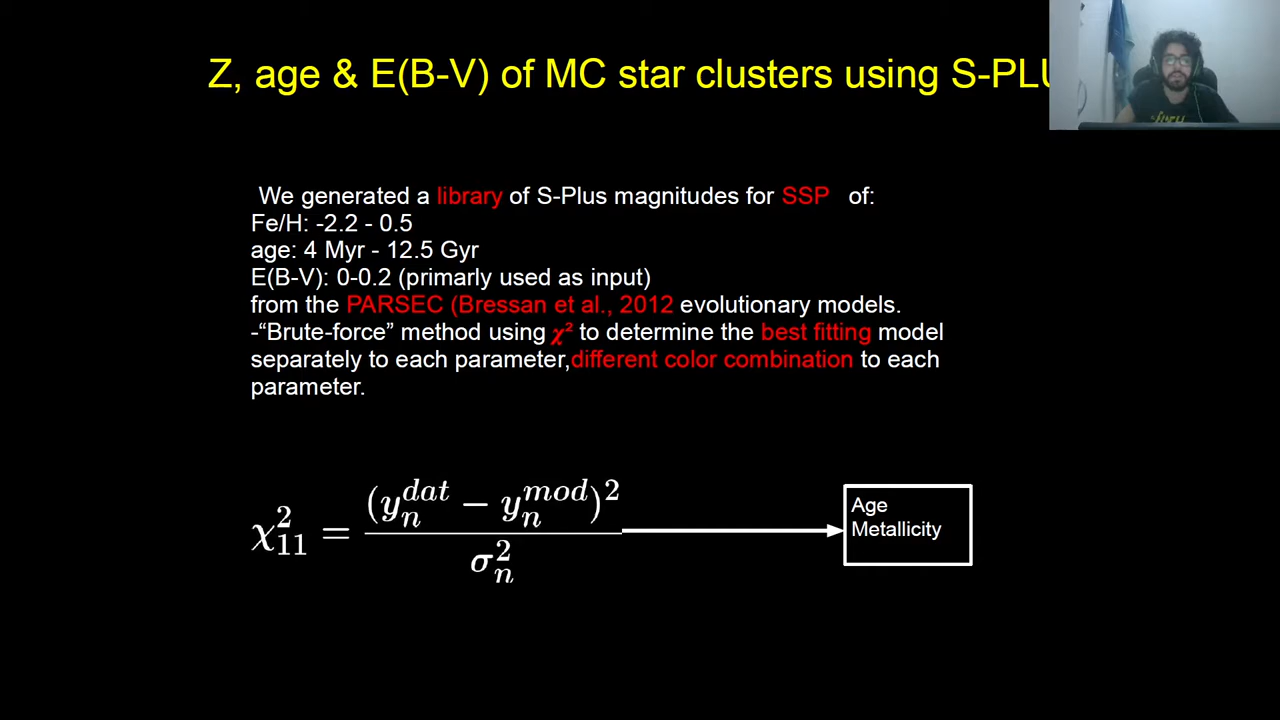 Z, age & E(B-V) of MC star clusters using S-PLU
We generated a library of S-Plus magnitudes for SSP of:
Fe/H: -2.2 - 0.5
age: 4 Myr - 12.5 Gyr
E(B-V): 0-0.2 (primarly used as input)
from the PARSEC (Bressan et al., 2012 evolutionary models.
-“Brute-force” method using χ² to determine the best fitting model
separately to each parameter,different color combination to each
parameter.
χ²₁₁ = (yₙᵈᵃᵗ − yₙᵐᵒᵈ)² / σₙ²
Age
Metallicity